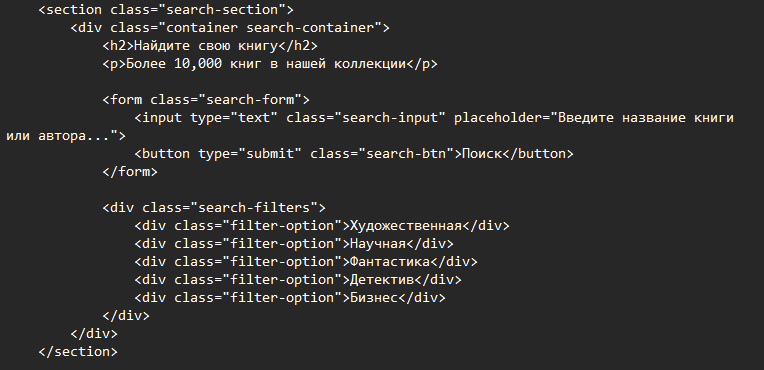 <section class="search-section">
<div class="container search-container">
<h2>Найдите свою книгу</h2>
<p>Более 10,000 книг в нашей коллекции</p>
<form class="search-form">
<input type="text" class="search-input" placeholder="Введите название книги
или автора...">
<button type="submit" class="search-btn">Поиск</button>
</form>
<div class="search-filters">
<div class="filter-option">Художественная</div>
<div class="filter-option">Научная</div>
<div class="filter-option">Фантастика</div>
<div class="filter-option">Детектив</div>
<div class="filter-option">Бизнес</div>
</div>
</div>
</section>